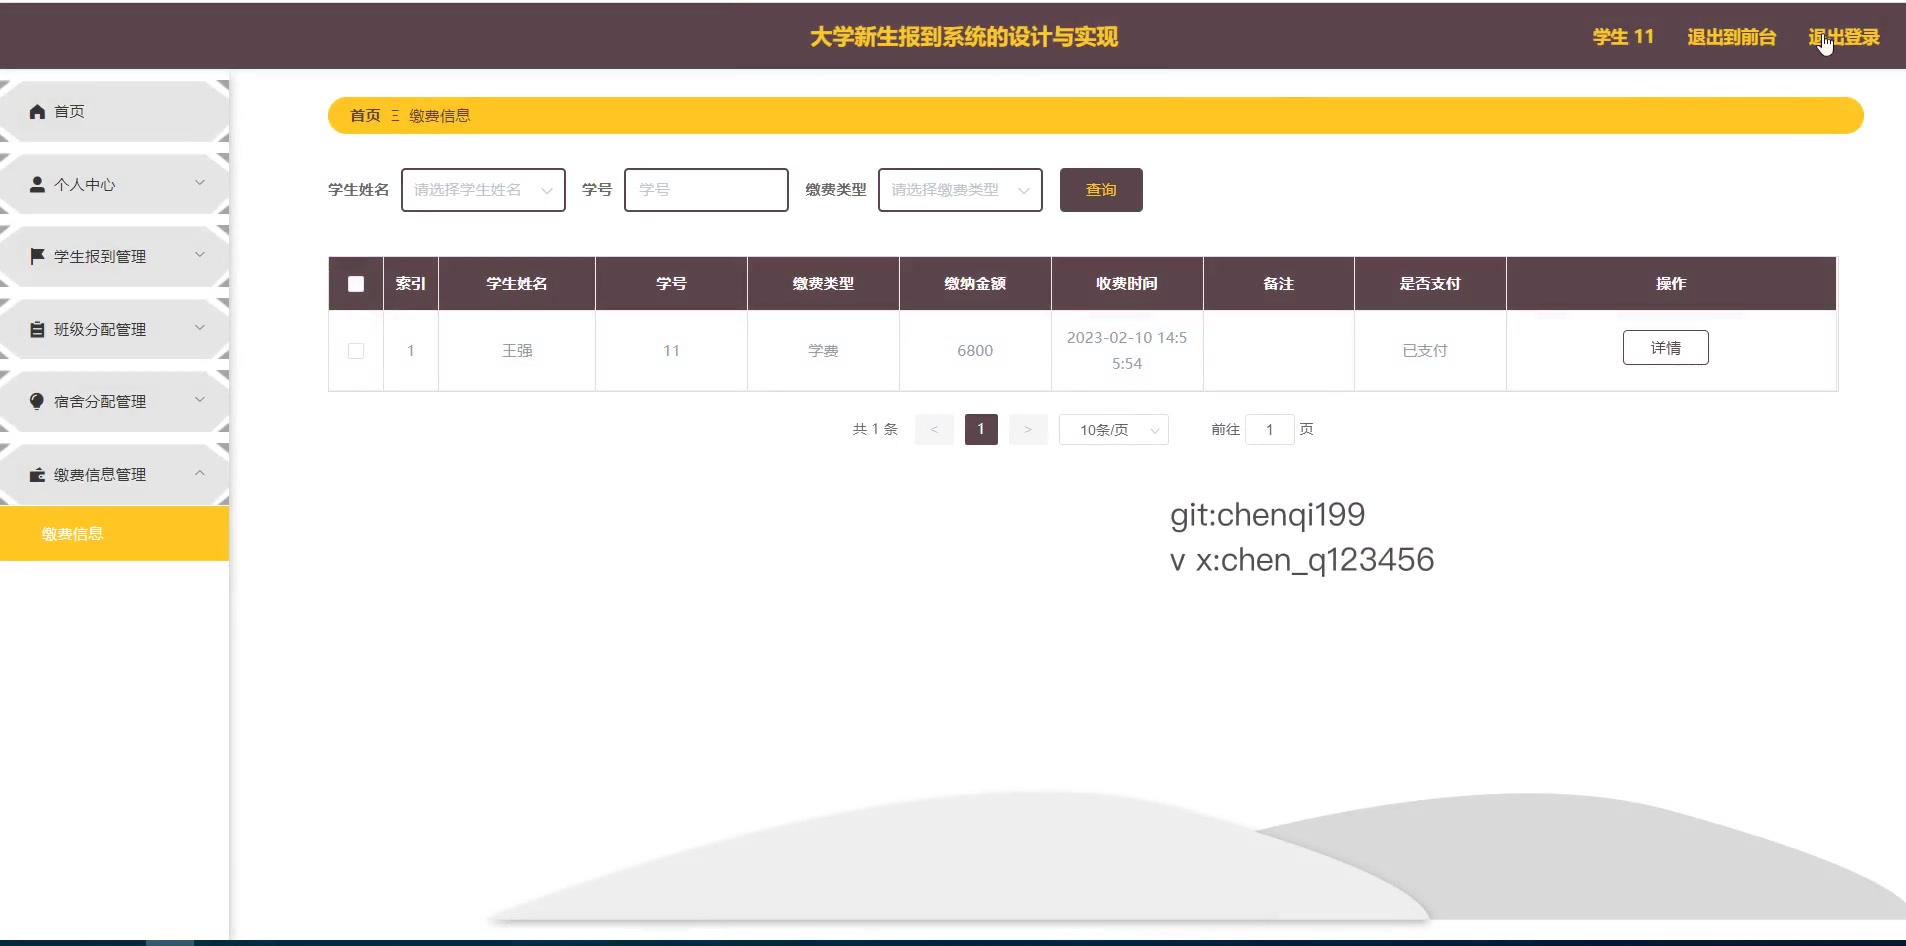 大学新生报到系统的设计与实现
学生 11 退出到前台 退出登录
首页
个人中心
学生报到管理
班级分配管理
宿舍分配管理
缴费信息管理
缴费信息
首页 Ξ 缴费信息
学生姓名 请选择学生姓名 学号 学号 缴费类型 请选择缴费类型 查询
索引 学生姓名 学号 缴费类型 缴纳金额 收费时间 备注 是否支付 操作
1 王强 11 学费 6800 2023-02-10 14:5
5:54 已支付 详情
共 1 条 < 1 > 10条/页 前往 1 页
git:chenqi199
v x:chen_q123456